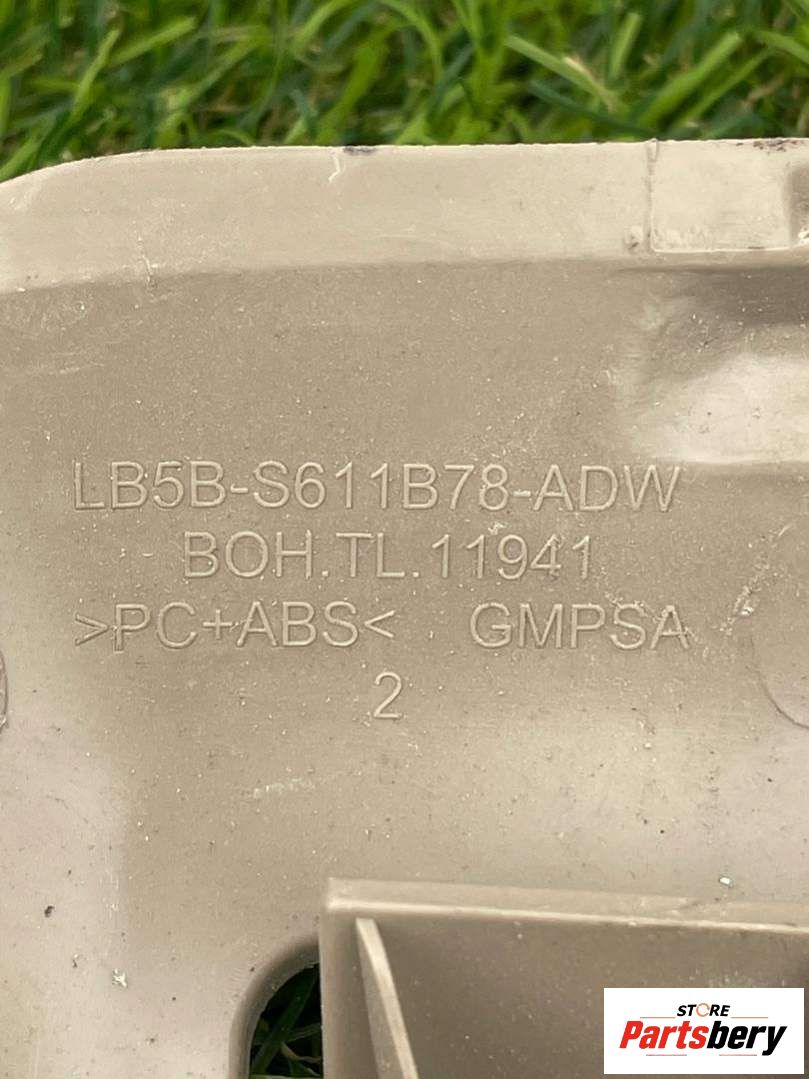 LB5B-S611B78-ADW
BOH.TL.11941
>PC+ABS< GMPSA
2
STORE
Partsbery